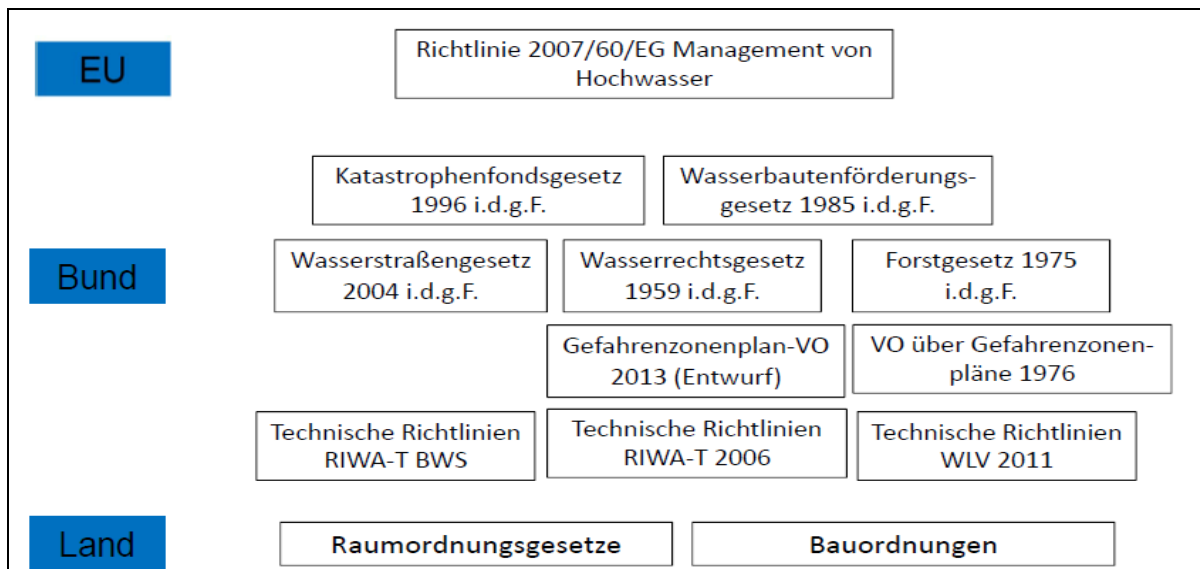 EU
Richtlinie 2007/60/EG Management von
Hochwasser
Katastrophenfondsgesetz
1996 i.d.g.F.
Wasserbautenförderungs-
gesetz 1985 i.d.g.F.
Bund
Wasserstraßengesetz
2004 i.d.g.F.
Wasserrechtsgesetz
1959 i.d.g.F.
Forstgesetz 1975
i.d.g.F.
Gefahrenzonenplan-VO
2013 (Entwurf)
VO über Gefahrenzonen-
pläne 1976
Technische Richtlinien
RIWA-T BWS
Technische Richtlinien
RIWA-T 2006
Technische Richtlinien
WLV 2011
Land
Raumordnungsgesetze
Bauordnungen